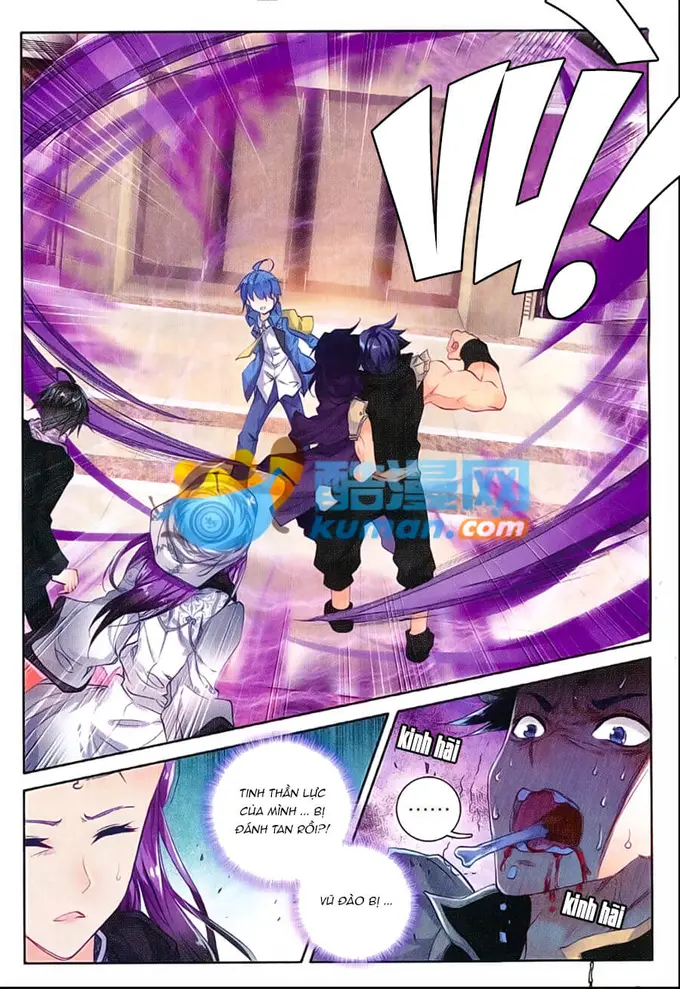 VÙ!
酷漫网
kuman.com
kinh hãi
......
TINH THẦN LỰC
CỦA MÌNH ... BỊ
ĐÁNH TAN RỒI?!
VŨ ĐÀO BỊ ...
kinh hãi